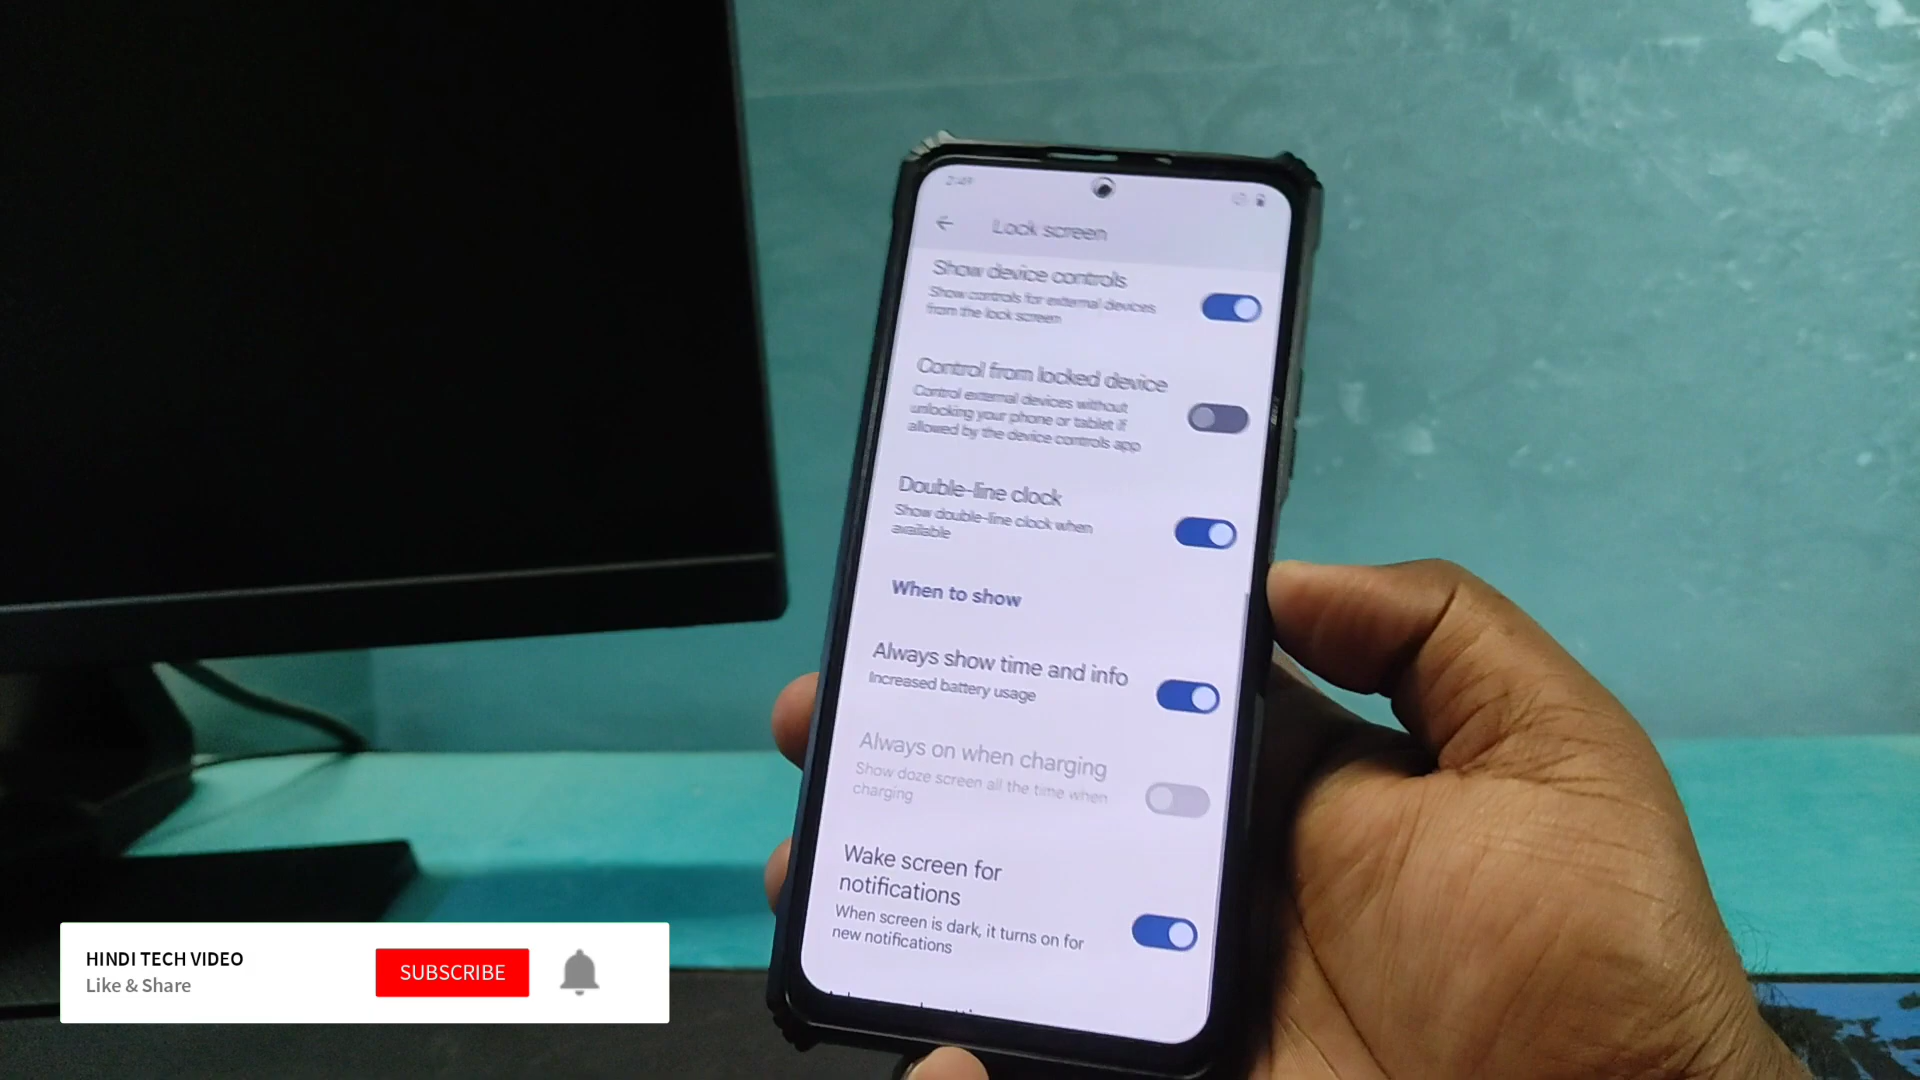 2:49
Lock screen
Show device controls
Show controls for external devices
from the lock screen
Control from locked device
Control external devices without
unlocking your phone or tablet if
allowed by the device controls app
Double-line clock
Show double-line clock when
available
When to show
Always show time and info
Increased battery usage
Always on when charging
Show doze screen all the time when
charging
Wake screen for
notifications
When screen is dark, it turns on for
new notifications
HINDI TECH VIDEO
Like & Share
SUBSCRIBE